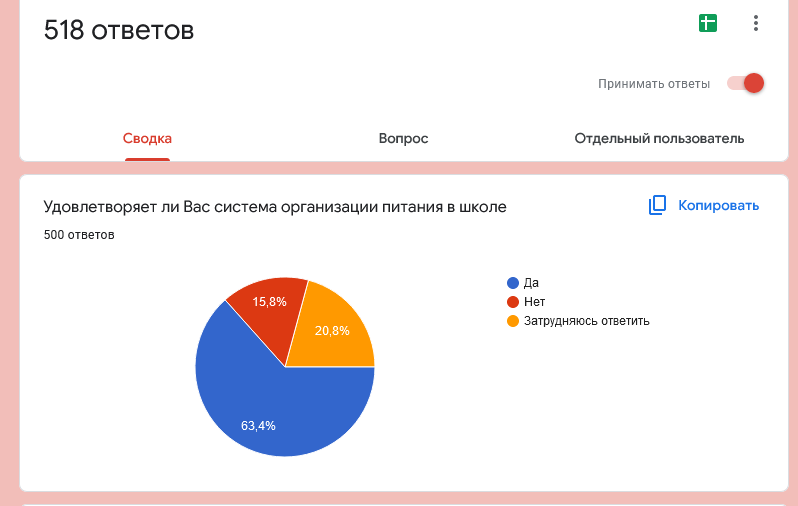 518 ответов
Принимать ответы
Сводка
Вопрос
Отдельный пользователь
Удовлетворяет ли Вас система организации питания в школе
Копировать
500 ответов
Да
Нет
Затрудняюсь ответить
15,8%
20,8%
63,4%